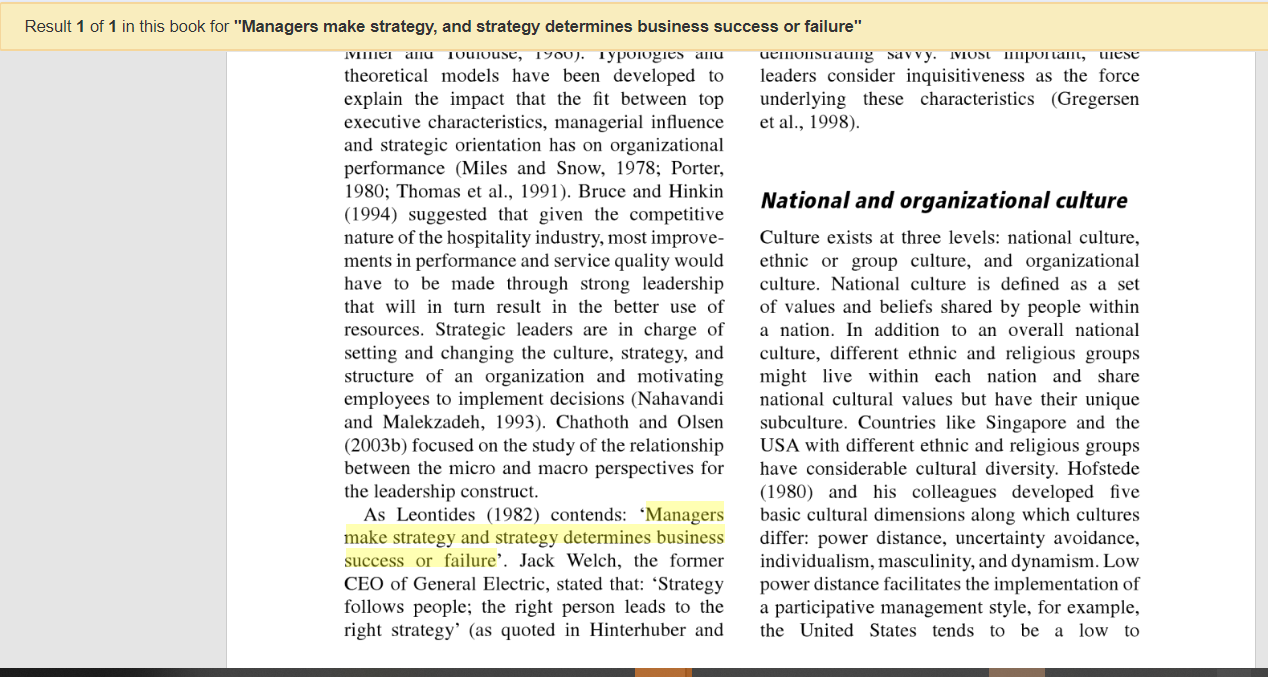 Result 1 of 1 in this book for "Managers make strategy, and strategy determines business success or failure"
Miller and Toulouse, 1986). Typologies and
theoretical models have been developed to
explain the impact that the fit between top
executive characteristics, managerial influence
and strategic orientation has on organizational
performance (Miles and Snow, 1978; Porter,
1980; Thomas et al., 1991). Bruce and Hinkin
(1994) suggested that given the competitive
nature of the hospitality industry, most improve-
ments in performance and service quality would
have to be made through strong leadership
that will in turn result in the better use of
resources. Strategic leaders are in charge of
setting and changing the culture, strategy, and
structure of an organization and motivating
employees to implement decisions (Nahavandi
and Malekzadeh, 1993). Chathoth and Olsen
(2003b) focused on the study of the relationship
between the micro and macro perspectives for
the leadership construct.
As Leontides (1982) contends: ‘Managers
make strategy and strategy determines business
success or failure’. Jack Welch, the former
CEO of General Electric, stated that: ‘Strategy
follows people; the right person leads to the
right strategy’ (as quoted in Hinterhuber and
demonstrating savvy. Most important, these
leaders consider inquisitiveness as the force
underlying these characteristics (Gregersen
et al., 1998).
National and organizational culture
Culture exists at three levels: national culture,
ethnic or group culture, and organizational
culture. National culture is defined as a set
of values and beliefs shared by people within
a nation. In addition to an overall national
culture, different ethnic and religious groups
might live within each nation and share
national cultural values but have their unique
subculture. Countries like Singapore and the
USA with different ethnic and religious groups
have considerable cultural diversity. Hofstede
(1980) and his colleagues developed five
basic cultural dimensions along which cultures
differ: power distance, uncertainty avoidance,
individualism, masculinity, and dynamism. Low
power distance facilitates the implementation of
a participative management style, for example,
the United States tends to be a low to